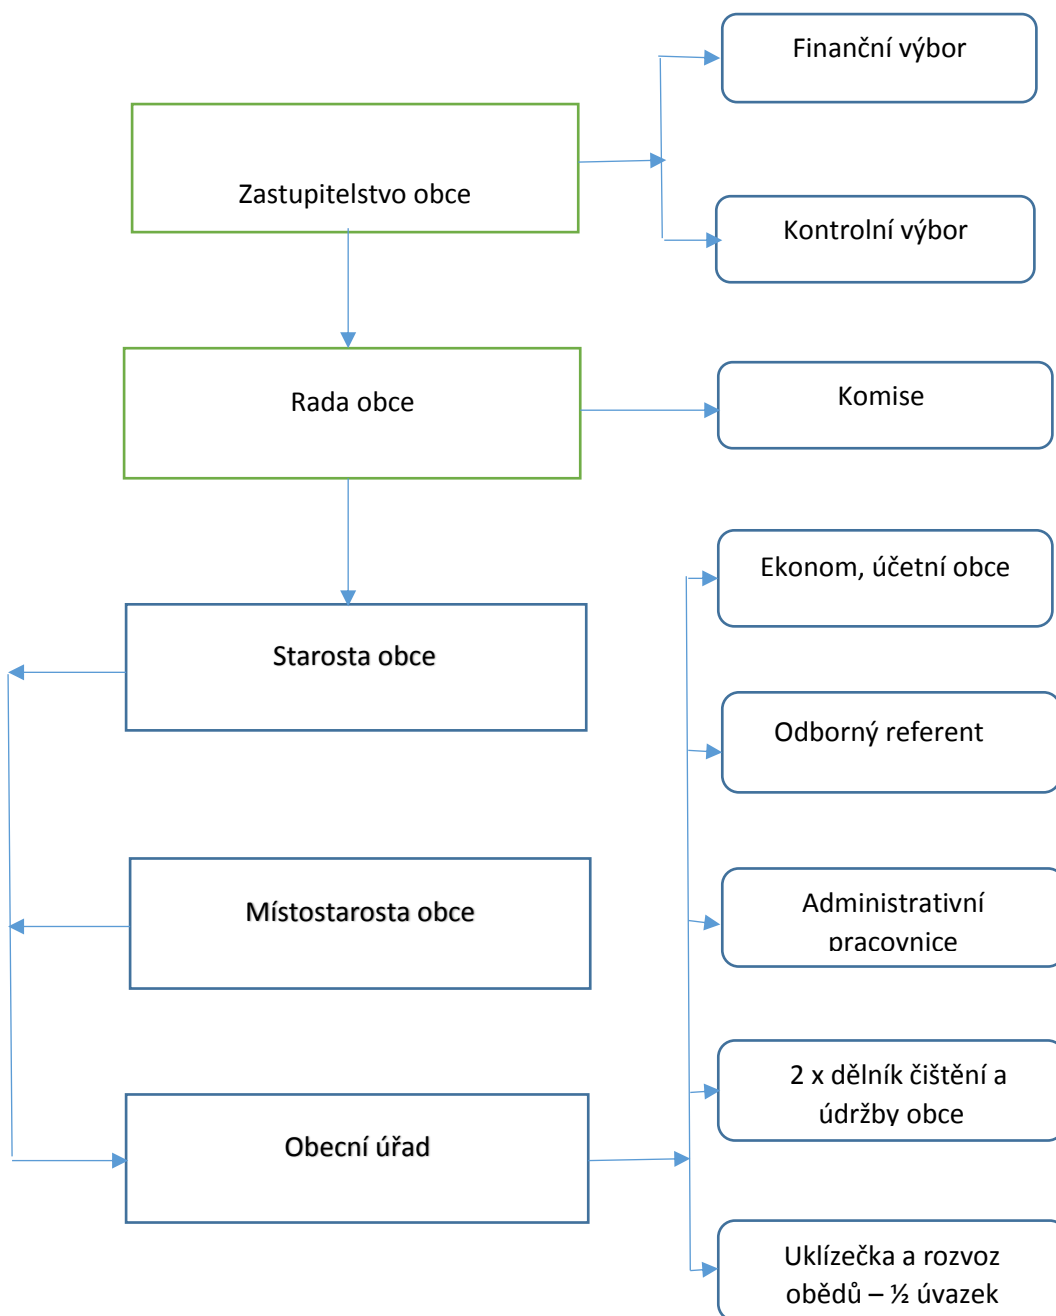 Finanční výbor
Zastupitelstvo obce
Kontrolní výbor
Rada obce
Komise
Ekonom, účetní obce
Starosta obce
Odborný referent
Místostarosta obce
Administrativní
pracovnice
2 x dělník čištění a
údržby obce
Obecní úřad
Uklízečka a rozvoz
obědů – ½ úvazek